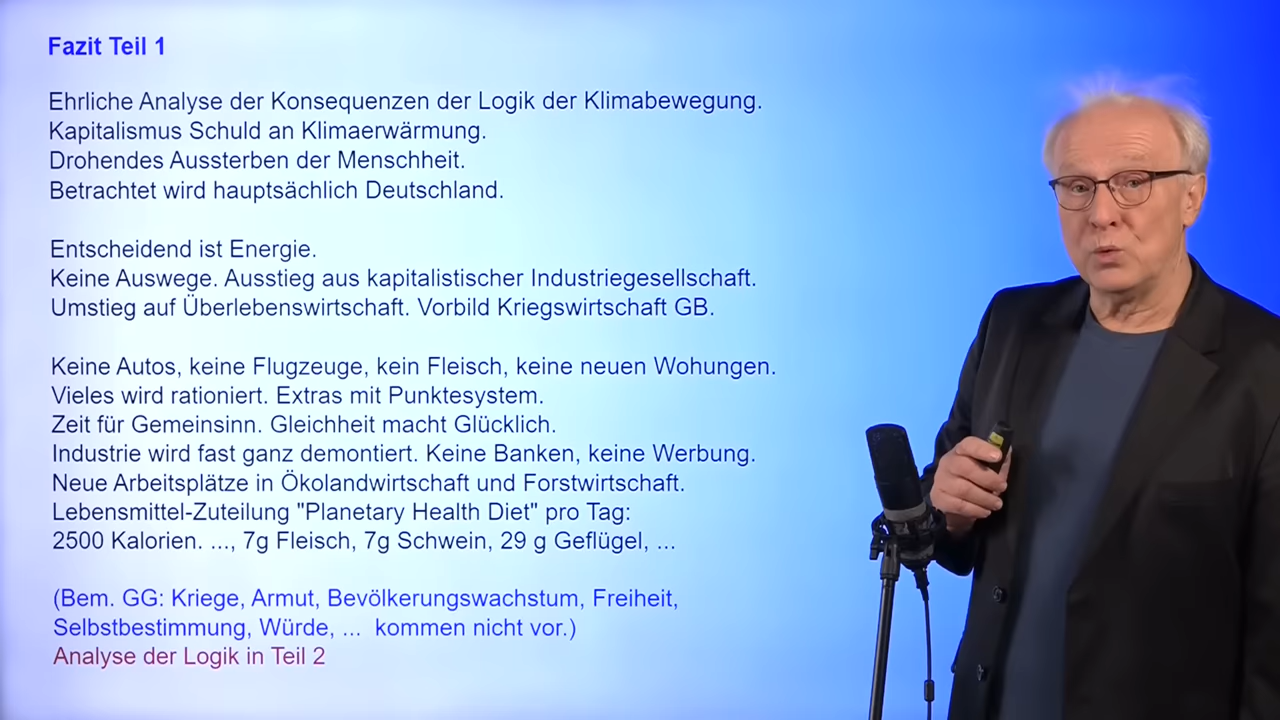 Fazit Teil 1
Ehrliche Analyse der Konsequenzen der Logik der Klimabewegung.
Kapitalismus Schuld an Klimaerwärmung.
Drohendes Aussterben der Menschheit.
Betrachtet wird hauptsächlich Deutschland.
Entscheidend ist Energie.
Keine Auswege. Ausstieg aus kapitalistischer Industriegesellschaft.
Umstieg auf Überlebenswirtschaft. Vorbild Kriegswirtschaft GB.
Keine Autos, keine Flugzeuge, kein Fleisch, keine neuen Wohungen.
Vieles wird rationiert. Extras mit Punktesystem.
Zeit für Gemeinsinn. Gleichheit macht Glücklich.
Industrie wird fast ganz demontiert. Keine Banken, keine Werbung.
Neue Arbeitsplätze in Ökolandwirtschaft und Forstwirtschaft.
Lebensmittel-Zuteilung "Planetary Health Diet" pro Tag:
2500 Kalorien. ..., 7g Fleisch, 7g Schwein, 29 g Geflügel, ...
(Bem. GG: Kriege, Armut, Bevölkerungswachstum, Freiheit,
Selbstbestimmung, Würde, ... kommen nicht vor.)
Analyse der Logik in Teil 2